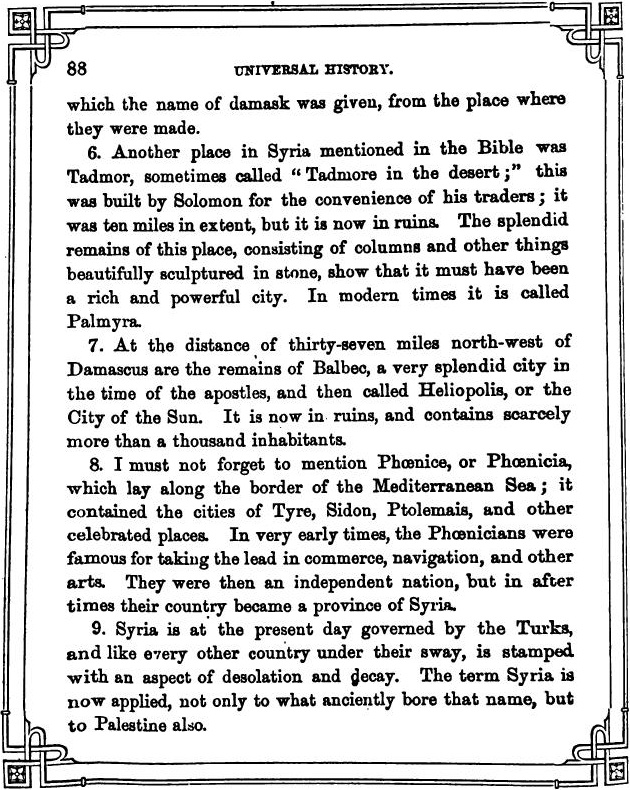 88 UNIVERSAL HISTORY.
which the name of damask was given, from the place where
they were made.
6. Another place in Syria mentioned in the Bible was
Tadmor, sometimes called “Tadmore in the desert;” this
was built by Solomon for the convenience of his traders; it
was ten miles in extent, but it is now in ruins. The splendid
remains of this place, consisting of columns and other things
beautifully sculptured in stone, show that it must have been
a rich and powerful city. In modern times it is called
Palmyra.
7. At the distance of thirty-seven miles north-west of
Damascus are the remains of Balbec, a very splendid city in
the time of the apostles, and then called Heliopolis, or the
City of the Sun. It is now in ruins, and contains scarcely
more than a thousand inhabitants.
8. I must not forget to mention Phœnice, or Phœnicia,
which lay along the border of the Mediterranean Sea; it
contained the cities of Tyre, Sidon, Ptolemais, and other
celebrated places. In very early times, the Phœnicians were
famous for taking the lead in commerce, navigation, and other
arts. They were then an independent nation, but in after
times their country became a province of Syria.
9. Syria is at the present day governed by the Turks,
and like every other country under their sway, is stamped
with an aspect of desolation and decay. The term Syria is
now applied, not only to what anciently bore that name, but
to Palestine also.